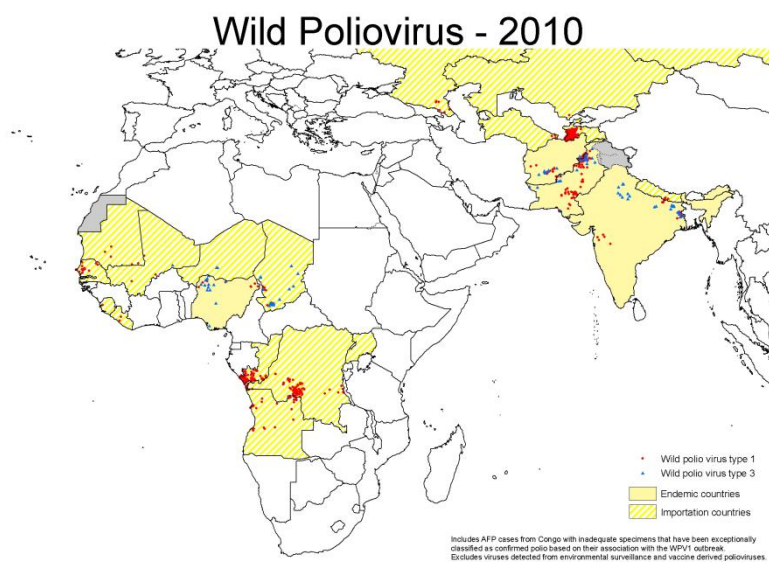 Wild Poliovirus - 2010
Wild polio virus type 1
Wild polio virus type 3
Endemic countries
Importation countries
Includes AFP cases from Congo with inadequate specimens that have been exceptionally
classified as confirmed polio based on their association with the WPV1 outbreak.
Excludes viruses detected from environmental surveillance and vaccine derived polioviruses.